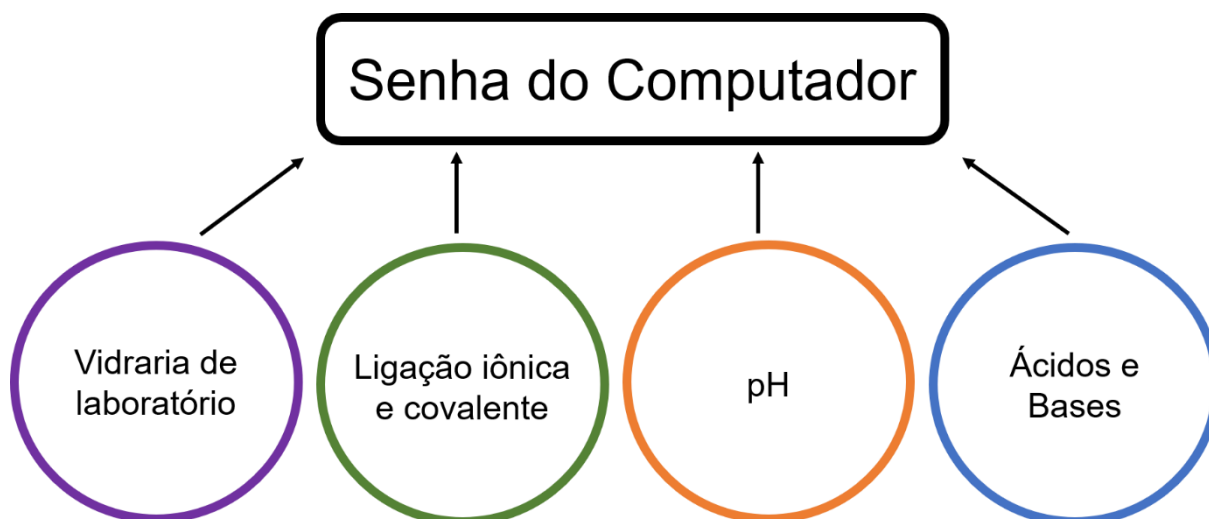 Senha do Computador
Vidraria de
laboratório
Ligação iônica
e covalente
pH
Ácidos e
Bases